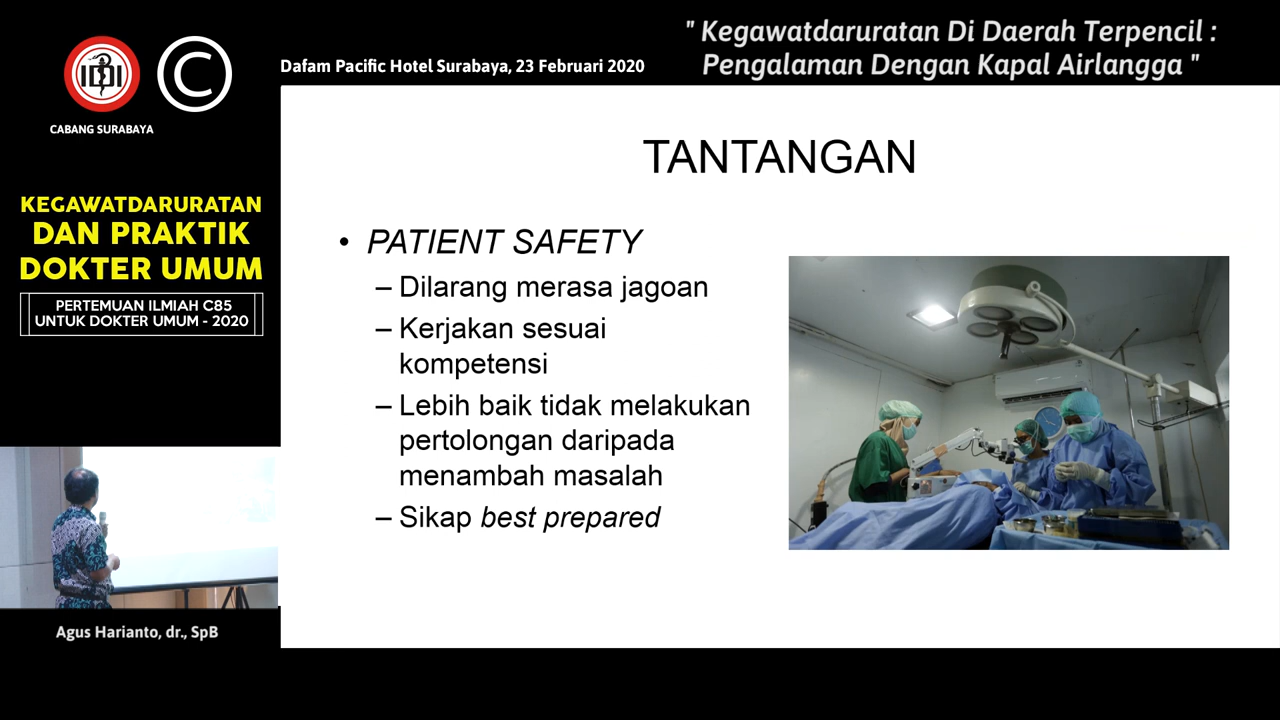 IDI
C
CABANG SURABAYA
Dafam Pacific Hotel Surabaya, 23 Februari 2020
" Kegawatdaruratan Di Daerah Terpencil :
Pengalaman Dengan Kapal Airlangga "
KEGAWATDARURATAN
DAN PRAKTIK
DOKTER UMUM
PERTEMUAN ILMIAH C85
UNTUK DOKTER UMUM - 2020
TANTANGAN
• PATIENT SAFETY
– Dilarang merasa jagoan
– Kerjakan sesuai
kompetensi
– Lebih baik tidak melakukan
pertolongan daripada
menambah masalah
– Sikap best prepared
Agus Harianto, dr., SpB